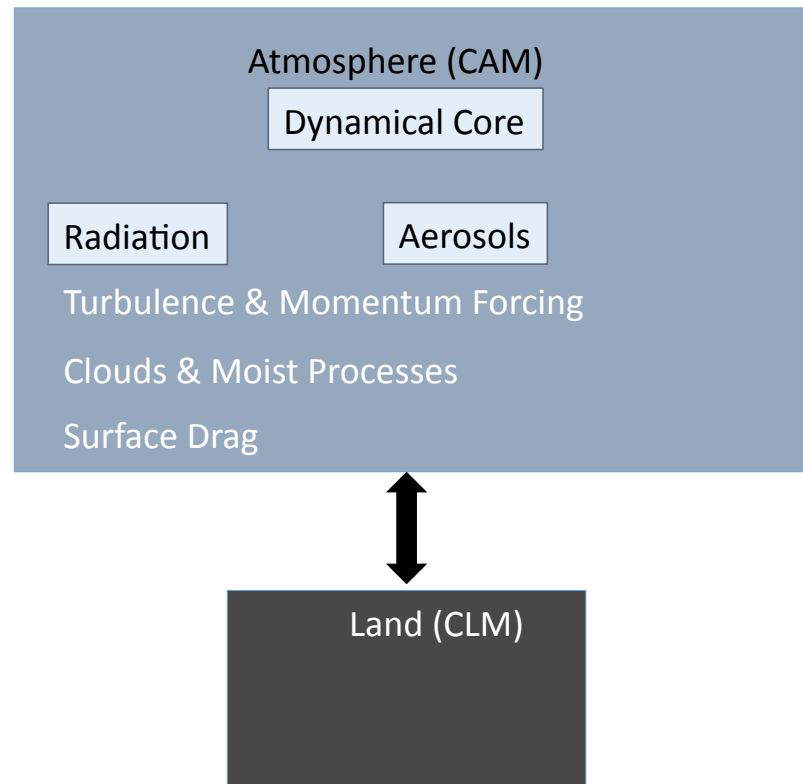 Atmosphere (CAM)
Dynamical Core
Radiation
Aerosols
Turbulence & Momentum Forcing
Clouds & Moist Processes
Surface Drag
Land (CLM)